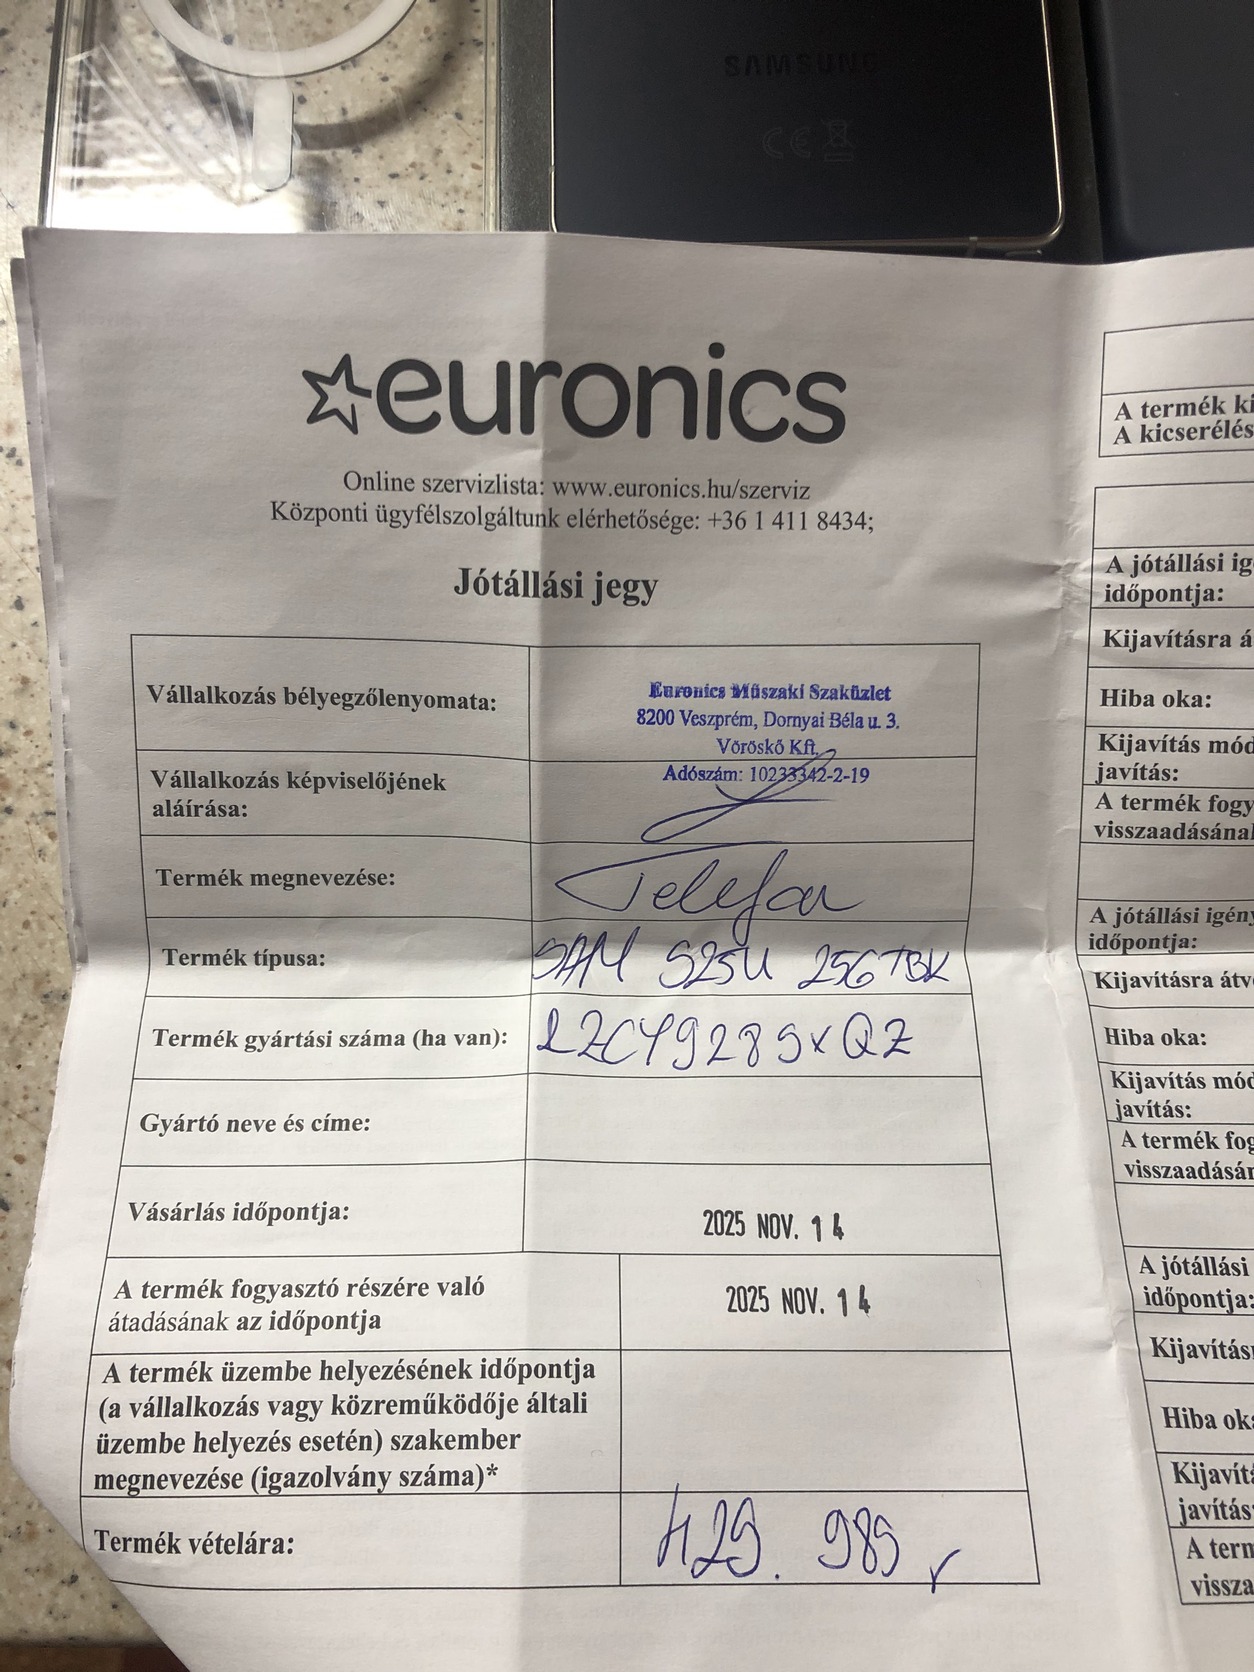 SAMSUNG
CE
euronics
Online szervizlista: www.euronics.hu/szerviz
Központi ügyfélszolgáltunk elérhetősége: +36 1 411 8434;
Jótállási jegy
Vállalkozás bélyegzőlenyomata:
Euronics Műszaki Szaküzlet
8200 Veszprém, Dornyai Béla u. 3.
Vöröskő Kft.
Adószám: 10233342-2-19
Vállalkozás képviselőjének
aláírása:
Termék megnevezése:
Telefon
Termék típusa:
SAM S25U 256TBK
Termék gyártási száma (ha van):
Gyártó neve és címe:
Vásárlás időpontja:
2025 NOV. 14
A termék fogyasztó részére való
átadásának az időpontja
2025 NOV. 14
A termék üzembe helyezésének időpontja
(a vállalkozás vagy közreműködője általi
üzembe helyezés esetén) szakember
megnevezése (igazolvány száma)*
Termék vételára:
429.989
A termék ki
A kicserélés
A jótállási ig
időpontja:
Kijavításra á
Hiba oka:
Kijavítás mód
javítás:
A termék fogy
visszaadásának
A jótállási igény
időpontja:
Kijavításra átv
Hiba oka:
Kijavítás mód
javítás:
A termék fog
visszaadásán
A jótállási
időpontja:
Kijavítás
Hiba oka:
Kijavítá
javítás:
A term
vissza